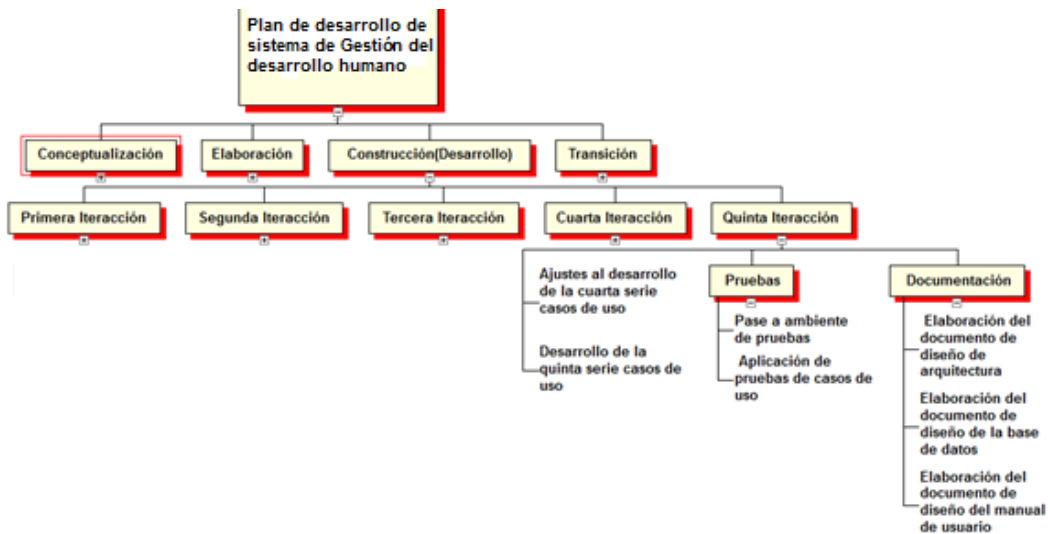 Plan de desarrollo de
sistema de Gestión del
desarrollo humano
Conceptualización
Elaboración
Construcción(Desarrollo)
Transición
Primera Iteracción
Segunda Iteracción
Tercera Iteracción
Cuarta Iteracción
Quinta Iteracción
Ajustes al desarrollo
de la cuarta serie
casos de uso
Desarrollo de la
quinta serie casos de
uso
Pruebas
Pase a ambiente
de pruebas
Aplicación de
pruebas de casos de
uso
Documentación
Elaboración del
documento de
diseño de
arquitectura
Elaboración del
documento de
diseño de la base
de datos
Elaboración del
documento de
diseño del manual
de usuario